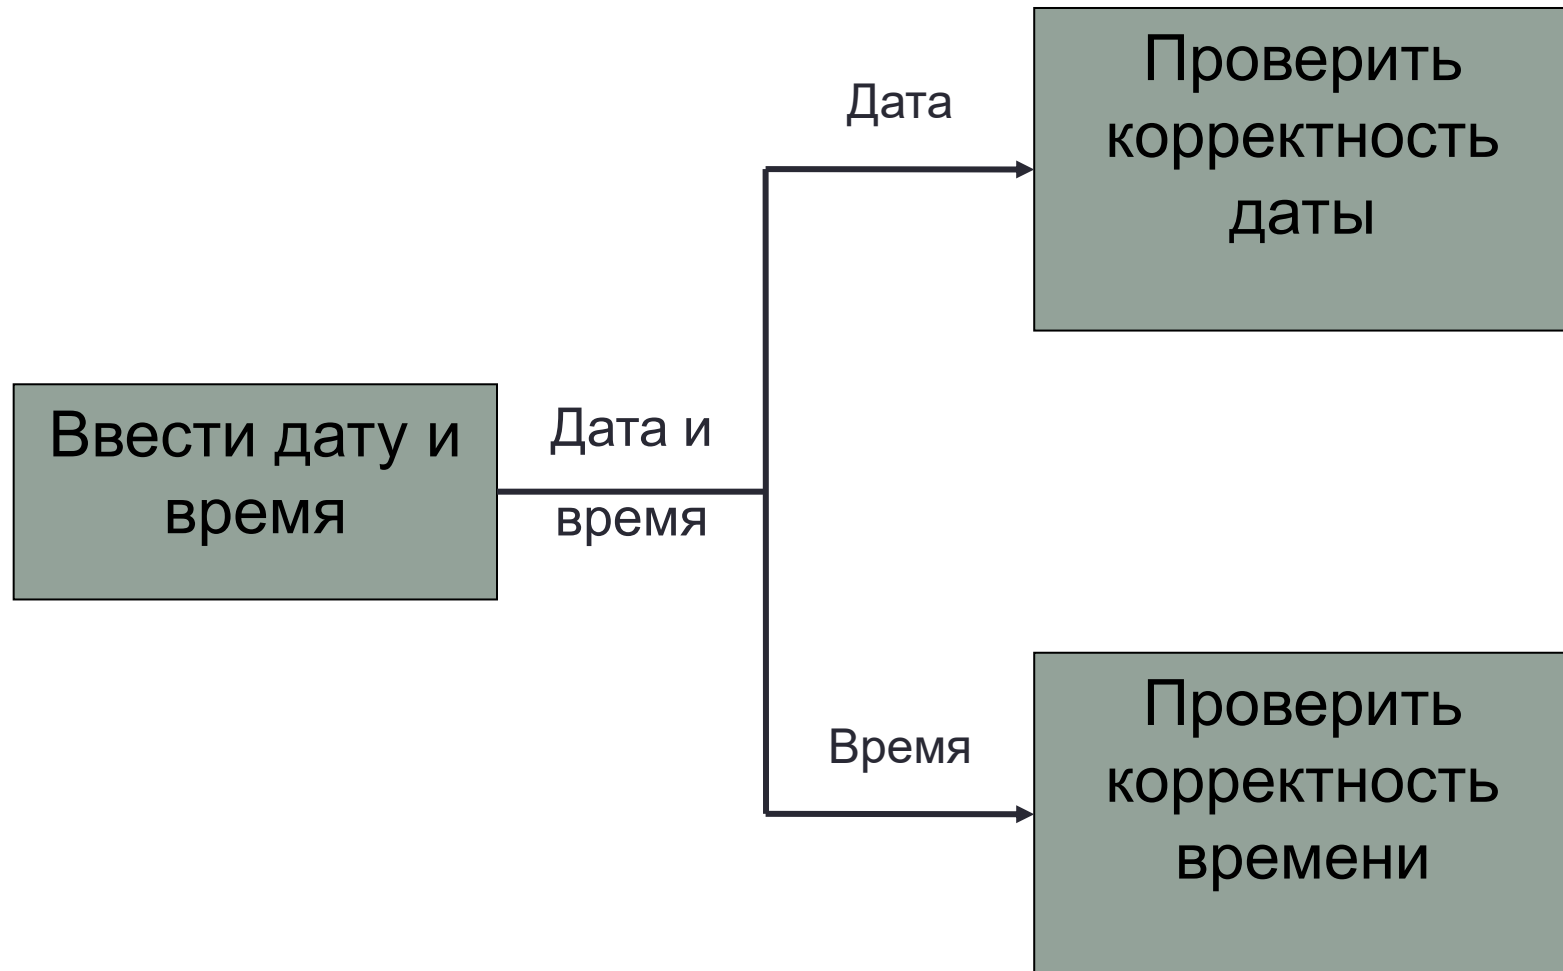 Проверить
корректность
даты
Дата
Ввести дату и
время
Дата и
время
Время
Проверить
корректность
времени